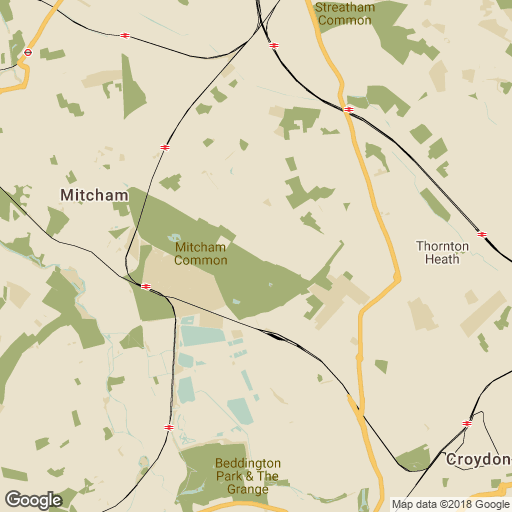 Streatham
Common
Mitcham
Mitcham
Common
Thornton
Heath
Croydon
Beddington
Park & The
Grange
Google
Map data ©2018 Google